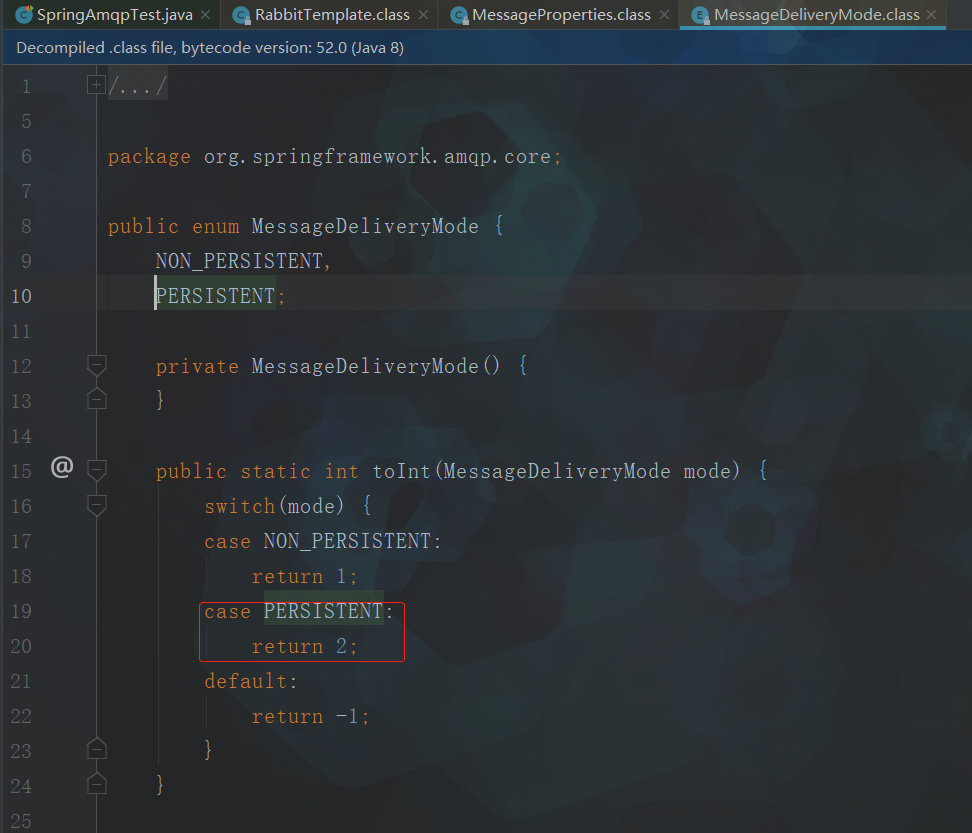 SpringAmqpTest.java × RabbitTemplate.class × MessageProperties.class × MessageDeliveryMode.class ×
Decompiled .class file, bytecode version: 52.0 (Java 8)
1 /.../
5
6 package org.springframework.amqp.core;
7
8 public enum MessageDeliveryMode {
9 NON_PERSISTENT,
10 PERSISTENT;
11
12 private MessageDeliveryMode() {
13 }
14
15 @ public static int toInt(MessageDeliveryMode mode) {
16 switch(mode) {
17 case NON_PERSISTENT:
18 return 1;
19 case PERSISTENT:
20 return 2;
21 default:
22 return -1;
23 }
24 }
25